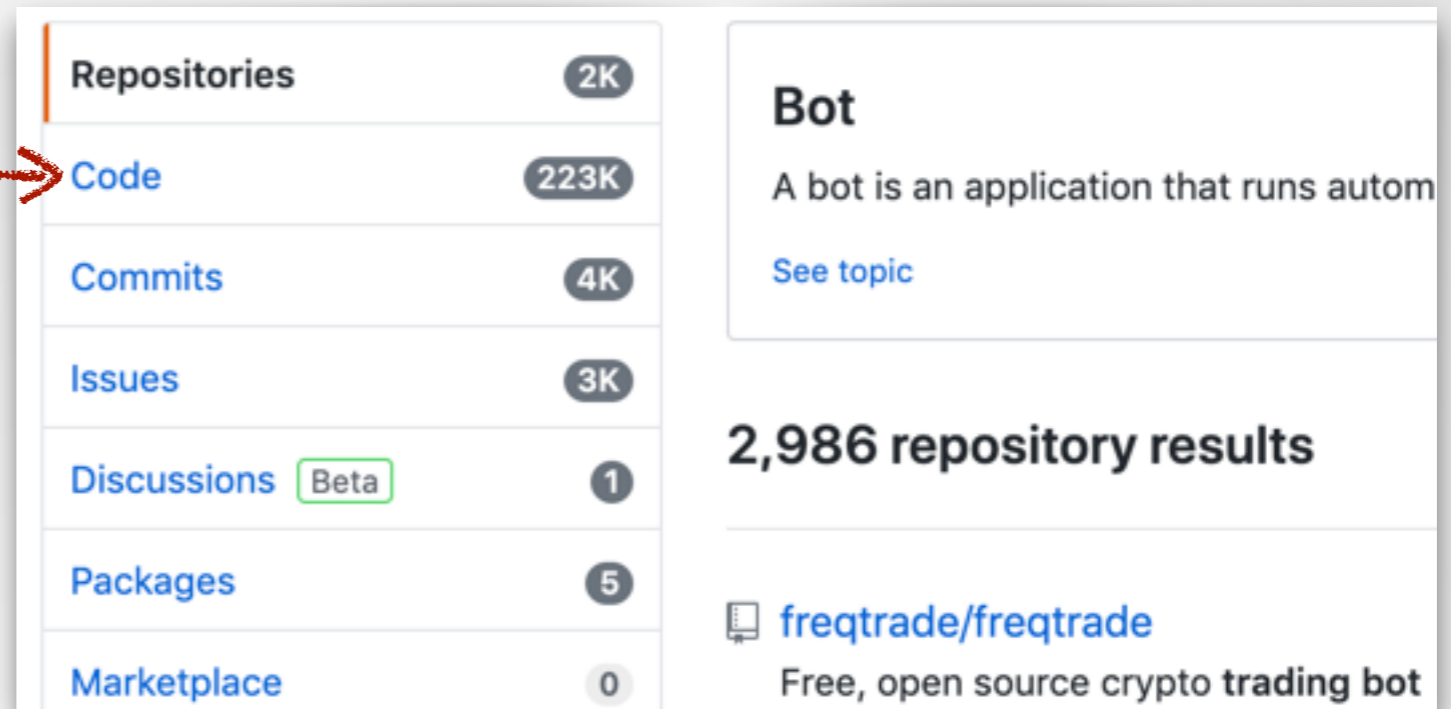 Repositories 2K
Code 223K
Commits 4K
Issues 3K
Discussions Beta 1
Packages 5
Marketplace 0
Bot
A bot is an application that runs autom
See topic
2,986 repository results
freqtrade/freqtrade
Free, open source crypto trading bot